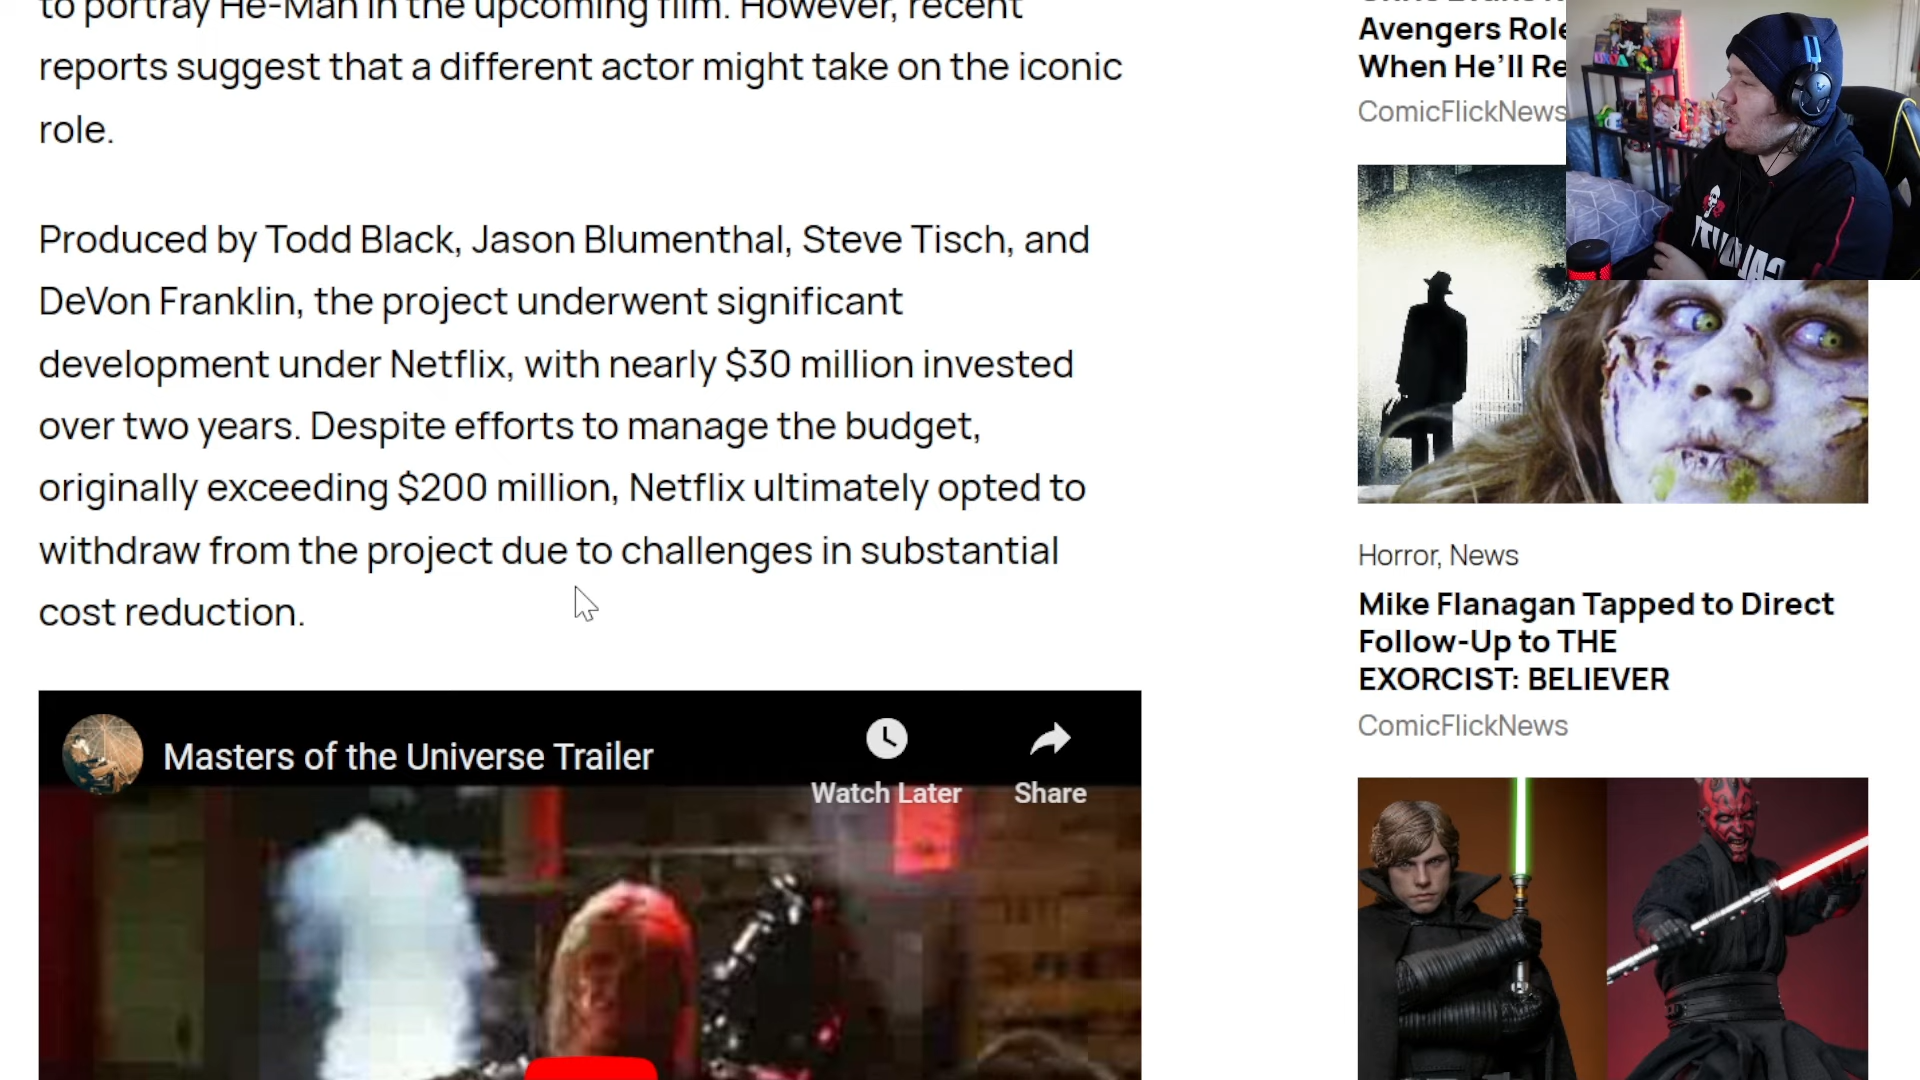 to portray He-Man in the upcoming film. However, recent
reports suggest that a different actor might take on the iconic
role.
Produced by Todd Black, Jason Blumenthal, Steve Tisch, and
DeVon Franklin, the project underwent significant
development under Netflix, with nearly $30 million invested
over two years. Despite efforts to manage the budget,
originally exceeding $200 million, Netflix ultimately opted to
withdraw from the project due to challenges in substantial
cost reduction.
Masters of the Universe Trailer
Watch Later
Share
Avengers Role
When He'll Re
ComicFlickNews
Horror, News
Mike Flanagan Tapped to Direct
Follow-Up to THE
EXORCIST: BELIEVER
ComicFlickNews